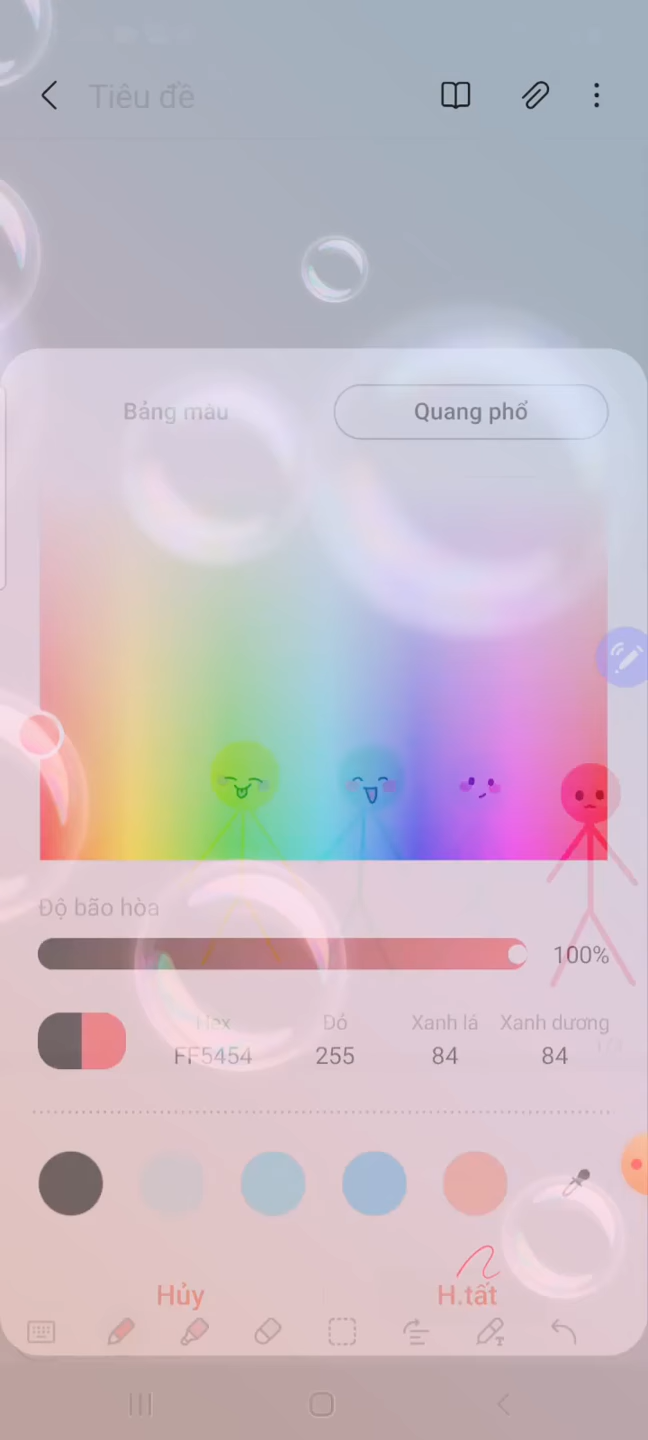 Tiêu đề
Bảng màu
Quang phổ
Độ bão hòa
100%
Hex
Đỏ
Xanh lá
Xanh dương
FF5454
255
84
84
Hủy
H.tất